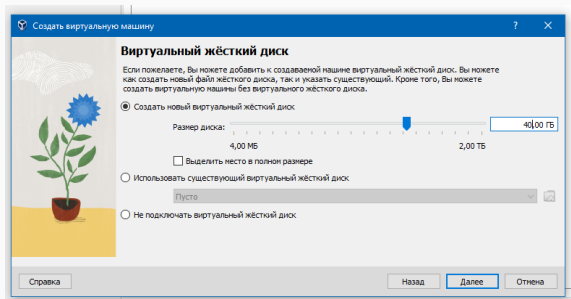 Создать виртуальную машину
Виртуальный жёсткий диск
Если пожелаете, Вы можете добавить к создаваемой машине виртуальный жёсткий диск. Вы можете
как создать новый файл жёсткого диска, так и указать существующий. Кроме того, Вы можете
создать виртуальную машины без виртуального жёсткого диска.
Создать новый виртуальный жёсткий диск
Размер диска:
40,00 ГБ
4,00 МБ
2,00 ТБ
Выделить место в полном размере
Использовать существующий виртуальный жёсткий диск
Пусто
Не подключать виртуальный жёсткий диск
Справка
Назад
Далее
Отмена